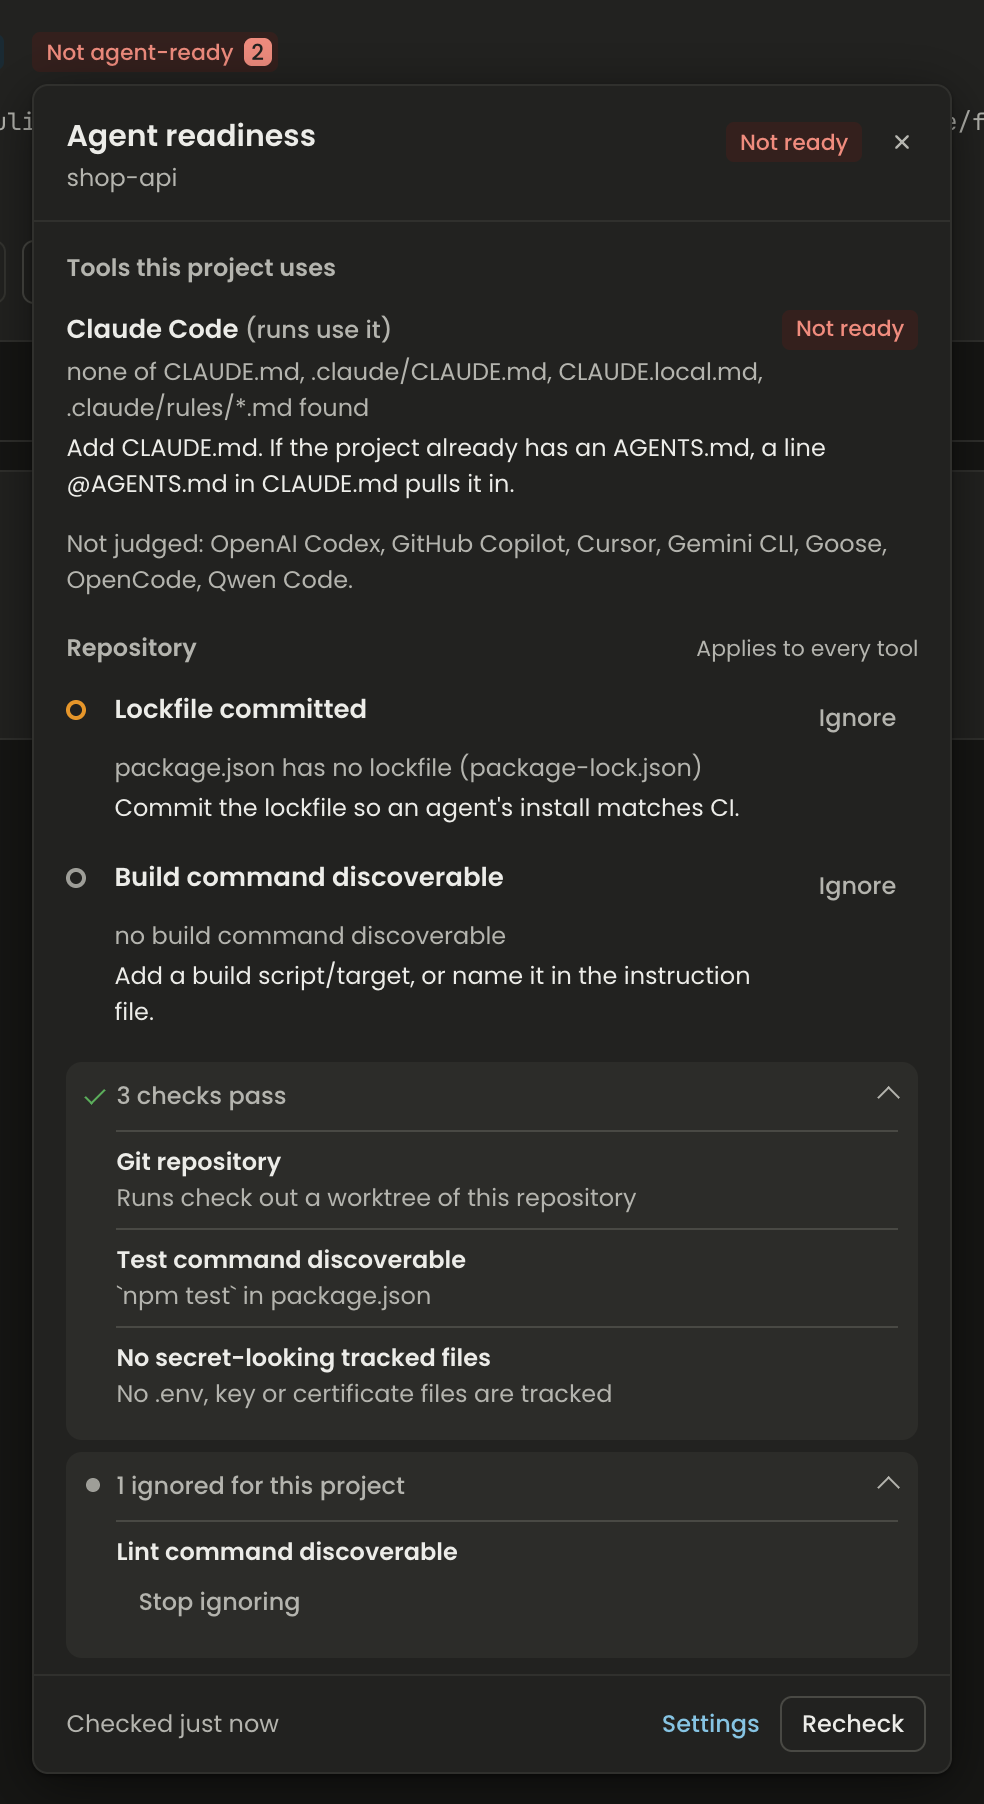 Not agent-ready 2
Agent readiness
Not ready ×
shop-api
Tools this project uses
Claude Code (runs use it)
Not ready
none of CLAUDE.md, .claude/CLAUDE.md, CLAUDE.local.md,
.claude/rules/*.md found
Add CLAUDE.md. If the project already has an AGENTS.md, a line
@AGENTS.md in CLAUDE.md pulls it in.
Not judged: OpenAI Codex, GitHub Copilot, Cursor, Gemini CLI, Goose,
OpenCode, Qwen Code.
Repository
Applies to every tool
Lockfile committed
Ignore
package.json has no lockfile (package-lock.json)
Commit the lockfile so an agent's install matches CI.
Build command discoverable
Ignore
no build command discoverable
Add a build script/target, or name it in the instruction
file.
3 checks pass
Git repository
Runs check out a worktree of this repository
Test command discoverable
`npm test` in package.json
No secret-looking tracked files
No .env, key or certificate files are tracked
1 ignored for this project
Lint command discoverable
Stop ignoring
Checked just now
Settings
Recheck